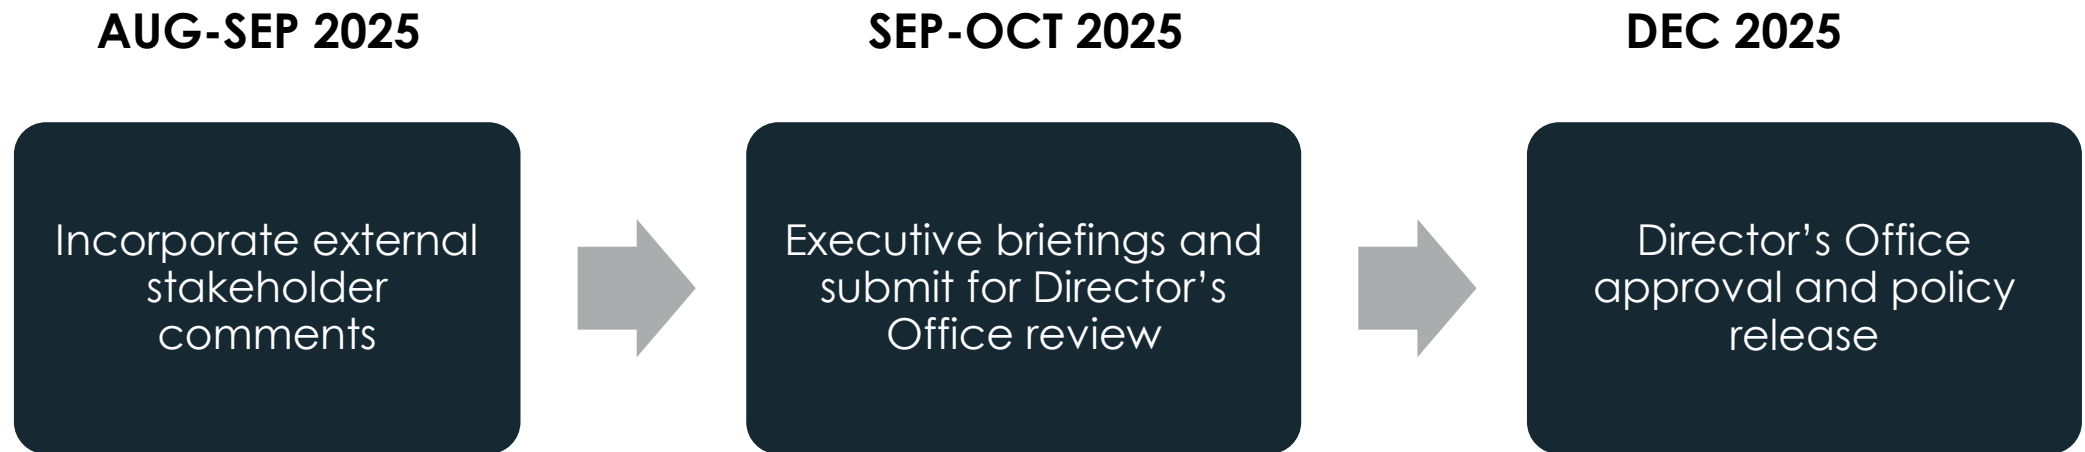 AUG-SEP 2025
SEP-OCT 2025
DEC 2025
Incorporate external
stakeholder
comments
Executive briefings and
submit for Director’s
Office review
Director’s Office
approval and policy
release